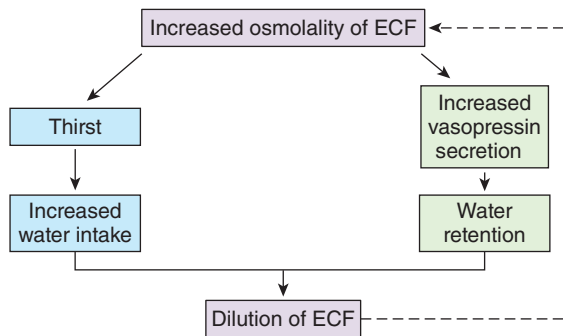 Increased osmolality of ECF
Thirst
Increased
vasopressin
secretion
Increased
water intake
Water
retention
Dilution of ECF